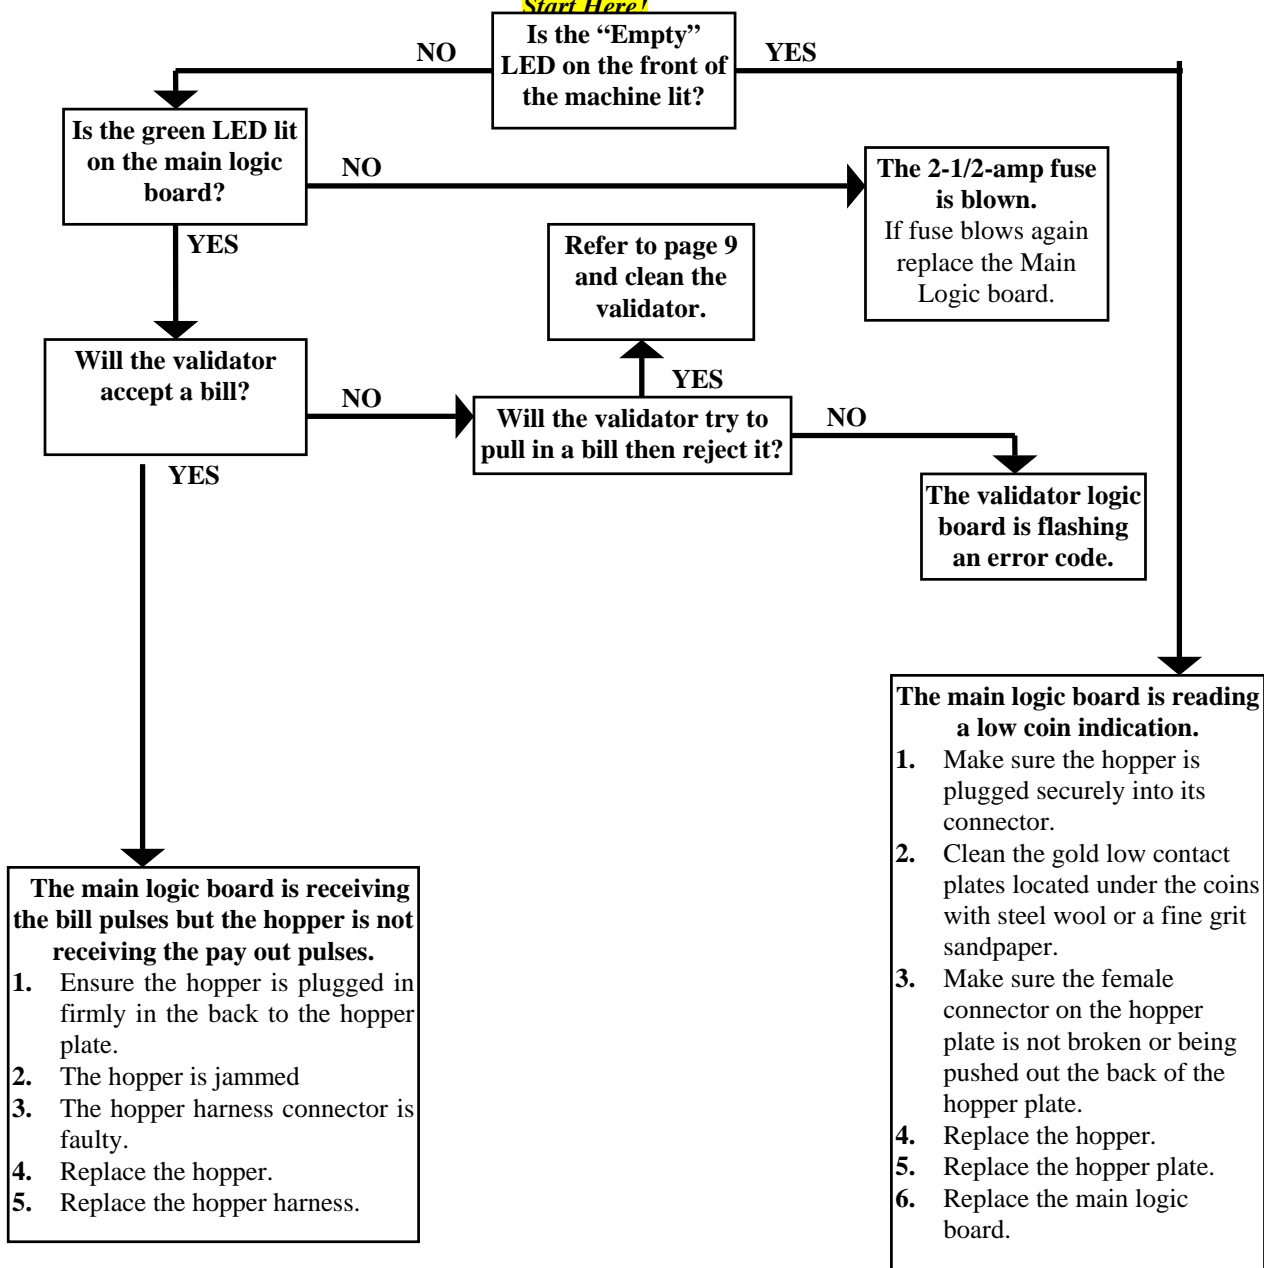 Start Here!
Is the “Empty”
LED on the front of
the machine lit?
NO
YES
Is the green LED lit
on the main logic
board?
NO
The 2-1/2-amp fuse
is blown.
If fuse blows again
replace the Main
Logic board.
YES
Refer to page 9
and clean the
validator.
Will the validator
accept a bill?
NO
YES
Will the validator try to
pull in a bill then reject it?
NO
YES
The validator logic
board is flashing
an error code.
The main logic board is reading
a low coin indication.
1. Make sure the hopper is
plugged securely into its
connector.
2. Clean the gold low contact
plates located under the coins
with steel wool or a fine grit
sandpaper.
3. Make sure the female
connector on the hopper
plate is not broken or being
pushed out the back of the
hopper plate.
4. Replace the hopper.
5. Replace the hopper plate.
6. Replace the main logic
board.
The main logic board is receiving
the bill pulses but the hopper is not
receiving the pay out pulses.
1. Ensure the hopper is plugged in
firmly in the back to the hopper
plate.
2. The hopper is jammed
3. The hopper harness connector is
faulty.
4. Replace the hopper.
5. Replace the hopper harness.